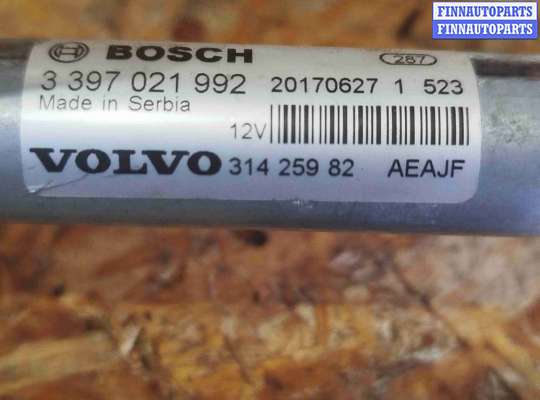 FINNAUTOPARTS
FINNAUTOPARTS
BOSCH 287
3 397 021 992 20170627 1 523
Made in Serbia
12V
VOLVO 314 259 82 AEAJF